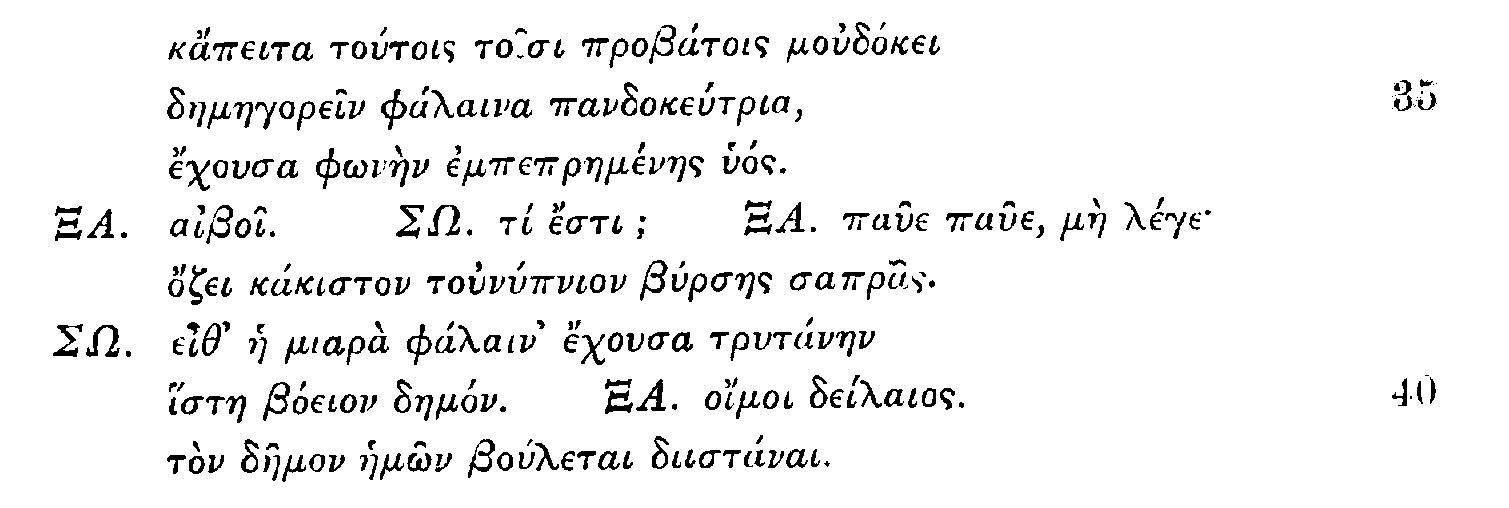 κἄπειτα τούτοις τοῖσι προβάτοις μοὐδόκει
δημηγορεῖν φάλαινα πανδοκεύτρια, 35
ἔχουσα φωνὴν ἐμπεπρημένης ὑός.
ΞΑ. αἰβοῖ. ΣΩ. τί ἔστι ; ΞΑ. παῦε παῦε, μὴ λέγε·
ὄζει κάκιστον τοὐνύπνιον βύρσης σαπρᾶς.
ΣΩ. εἶθ’ ἡ μιαρὰ φάλαιν’ ἔχουσα τρυτάνην
ἵστη βόειον δημόν. ΞΑ. οἴμοι δείλαιος. 40
τὸν δῆμον ἡμῶν βούλεται διιστάναι.